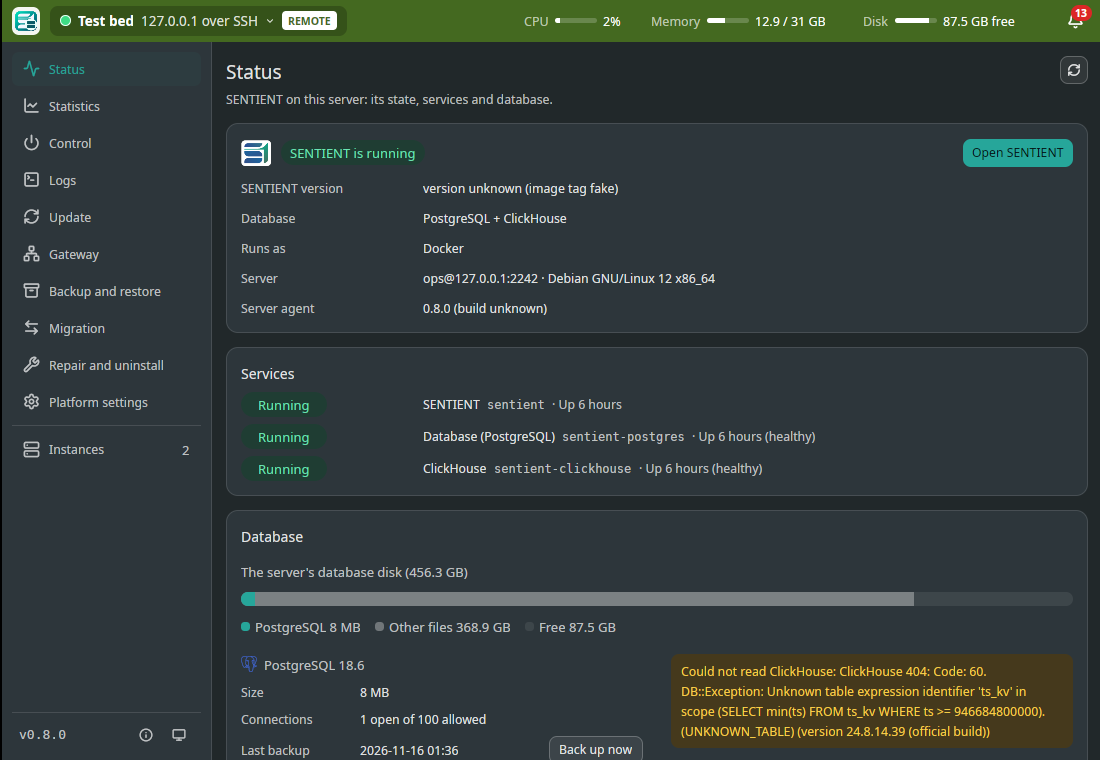 Test bed 127.0.0.1 over SSH REMOTE CPU 2% Memory 12.9 / 31 GB Disk 87.5 GB free 13
Status
Statistics
Control
Logs
Update
Gateway
Backup and restore
Migration
Repair and uninstall
Platform settings
Instances 2
v0.8.0
Status
SENTIENT on this server: its state, services and database.
SENTIENT is running Open SENTIENT
SENTIENT version version unknown (image tag fake)
Database PostgreSQL + ClickHouse
Runs as Docker
Server ops@127.0.0.1:2242 · Debian GNU/Linux 12 x86_64
Server agent 0.8.0 (build unknown)
Services
Running SENTIENT sentient · Up 6 hours
Running Database (PostgreSQL) sentient-postgres · Up 6 hours (healthy)
Running ClickHouse sentient-clickhouse · Up 6 hours (healthy)
Database
The server's database disk (456.3 GB)
PostgreSQL 8 MB Other files 368.9 GB Free 87.5 GB
PostgreSQL 18.6
Size 8 MB
Connections 1 open of 100 allowed
Last backup 2026-11-16 01:36 Back up now
Could not read ClickHouse: ClickHouse 404: Code: 60.
DB::Exception: Unknown table expression identifier 'ts_kv' in
scope (SELECT min(ts) FROM ts_kv WHERE ts >= 946684800000).
(UNKNOWN_TABLE) (version 24.8.14.39 (official build))